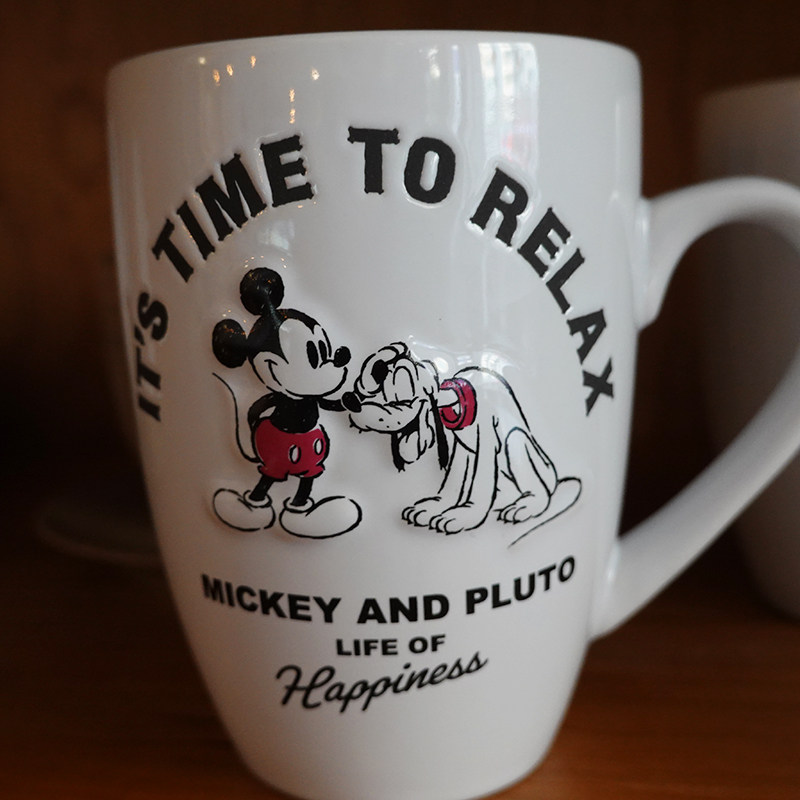 IT'S TIME TO RELAX
MICKEY AND PLUTO
LIFE OF
Happiness